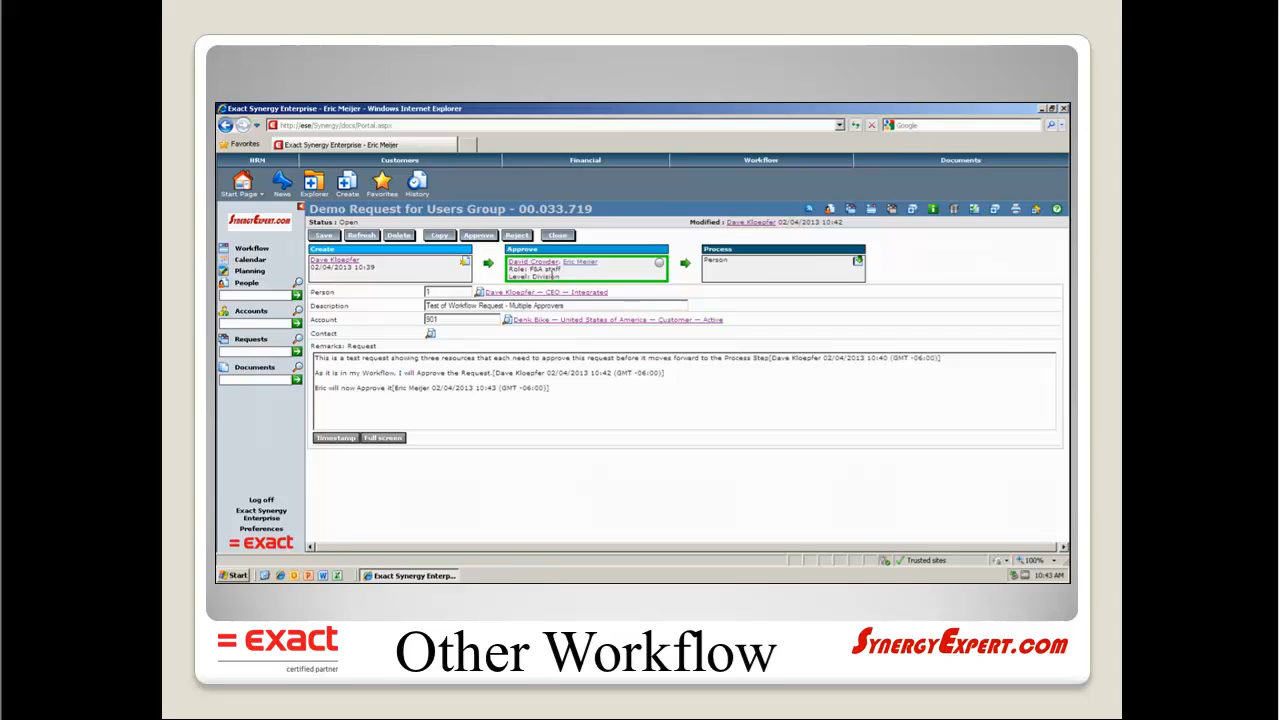 Exact Synergy Enterprise - Eric Meijer - Windows Internet Explorer
http://ese/Synergy/docs/Portal.aspx
Google
Favorites
Exact Synergy Enterprise - Eric Meijer
HRM Customers Financial Workflow Documents
Start Page News Explorer Create Favorites History
SYNERGYEXPERT.COM
Demo Request for Users Group - 00.033.719
Status: Open
Modified : Dave Kloepfer 02/04/2013 10:42
Save Refresh Delete Copy Approve Reject Close
Workflow
Calendar
Planning
People
Accounts
Requests
Documents
Create
Dave Kloepfer
02/04/2013 10:39
Approve
David Crowder, Eric Meijer
Role: F&A staff
Level: Division
Process
Person
Person 1 Dave Kloepfer — CEO — Integrated
Description Test of Workflow Request - Multiple Approvers
Account 901 Denk Bike — United States of America — Customer — Active
Contact
Remarks: Request
This is a test request showing three resources that each need to approve this request before it moves forward to the Process Step[Dave Kloepfer 02/04/2013 10:40 (GMT -06:00)]
As it is in my Workflow, I will Approve the Request.[Dave Kloepfer 02/04/2013 10:42 (GMT -06:00)]
Eric will now Approve it[Eric Meijer 02/04/2013 10:43 (GMT -06:00)]
Timestamp Full screen
Log off
Exact Synergy
Enterprise
Preferences
= exact
Trusted sites
100%
Start
Exact Synergy Enterp...
10:43 AM
= exact
certified partner
Other Workflow
SYNERGYEXPERT.COM